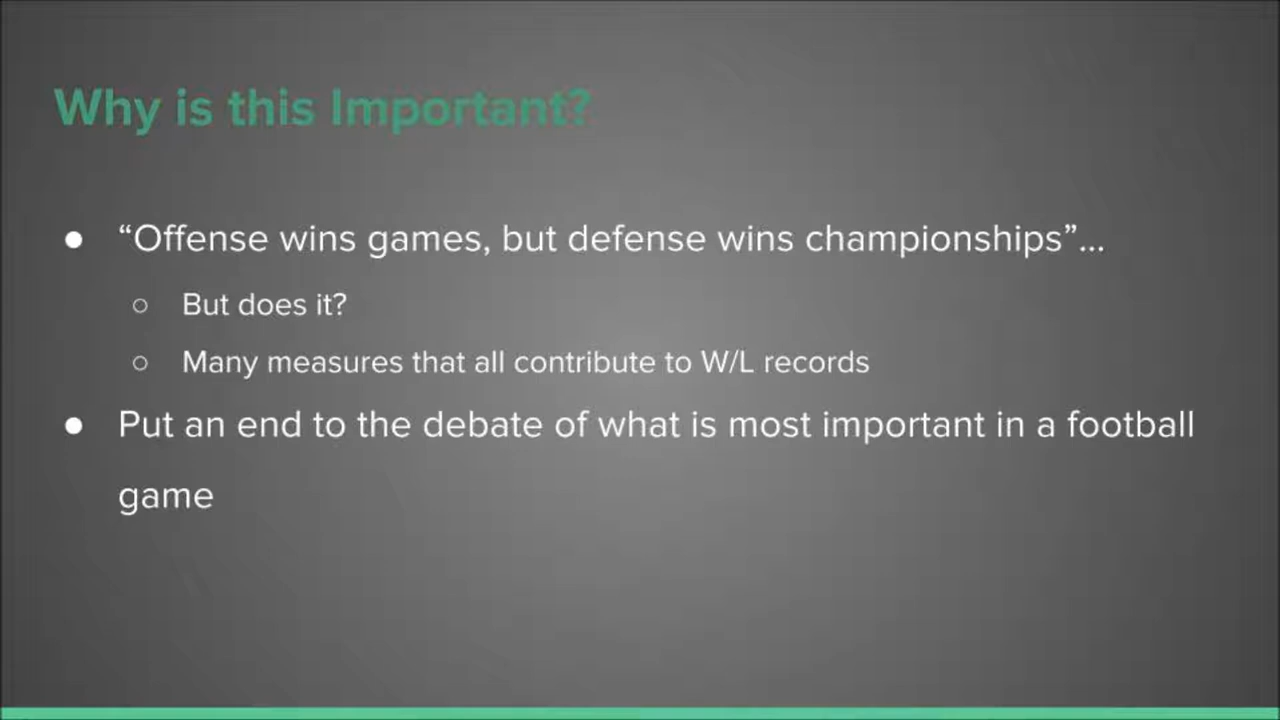 Why is this Important?
● “Offense wins games, but defense wins championships”...
○ But does it?
○ Many measures that all contribute to W/L records
● Put an end to the debate of what is most important in a football
game